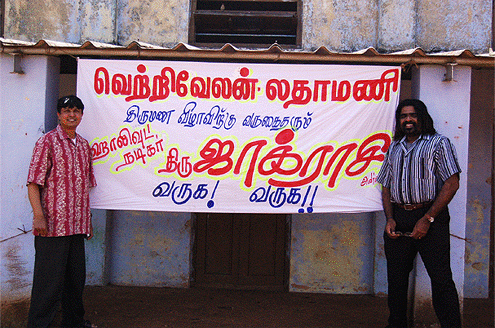 வெற்றிவேலன் - லதாமணி
திருமண விழாவிற்கு வருகைதரும்
ஹாலிவுட் நடிகர் திரு ஜாக்ராசி
வருக! வருக!!